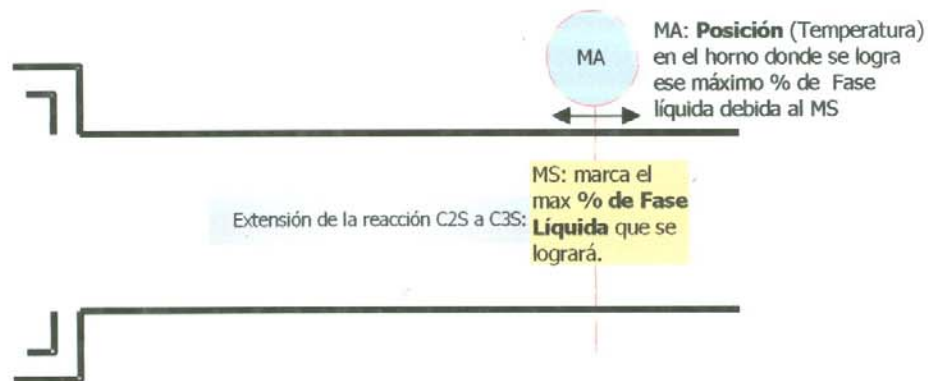 MA
MA: Posición (Temperatura)
en el horno donde se logra
ese máximo % de Fase
líquida debida al MS
Extensión de la reacción C2S a C3S:
MS: marca el
max % de Fase
Líquida que se
logrará.